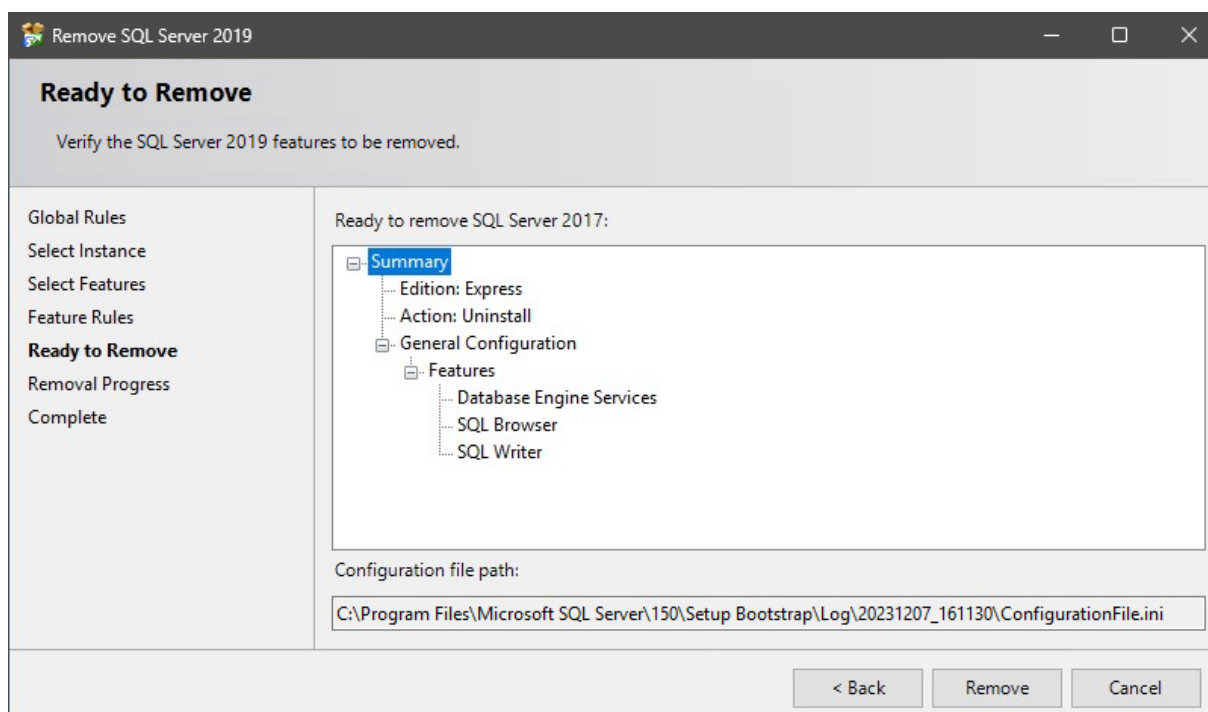 Remove SQL Server 2019
Ready to Remove
Verify the SQL Server 2019 features to be removed.
Global Rules
Select Instance
Select Features
Feature Rules
Ready to Remove
Removal Progress
Complete
Ready to remove SQL Server 2017:
Summary
Edition: Express
Action: Uninstall
General Configuration
Features
Database Engine Services
SQL Browser
SQL Writer
Configuration file path:
C:\Program Files\Microsoft SQL Server\150\Setup Bootstrap\Log\20231207_161130\ConfigurationFile.ini
< Back Remove Cancel